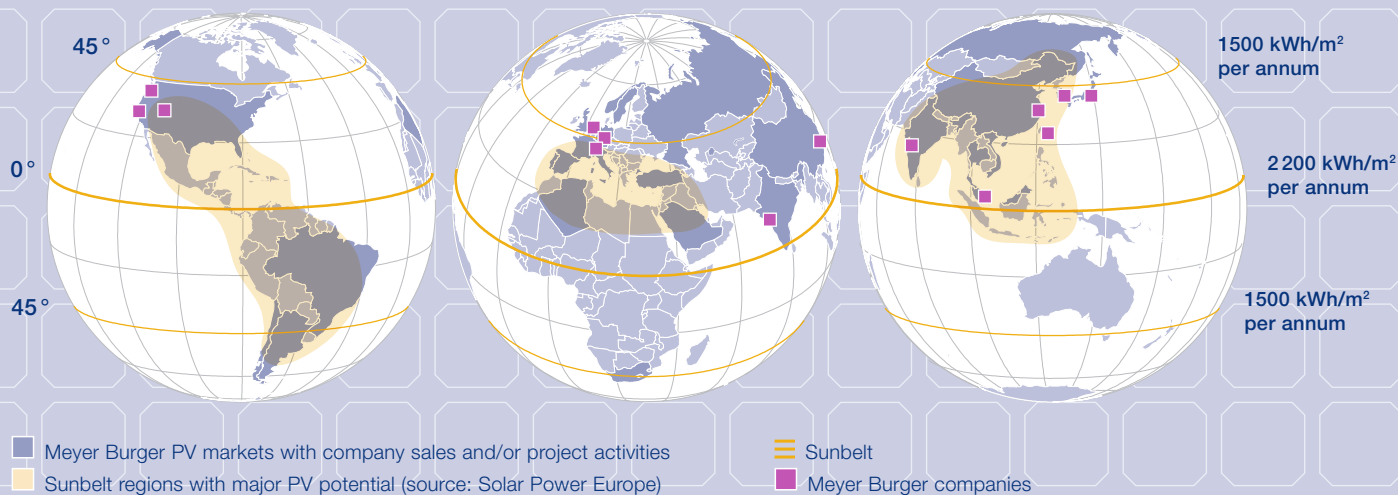 45°
0°
45°
1500 kWh/m²
per annum
2 200 kWh/m²
per annum
1500 kWh/m²
per annum
Meyer Burger PV markets with company sales and/or project activities
Sunbelt regions with major PV potential (source: Solar Power Europe)
Sunbelt
Meyer Burger companies